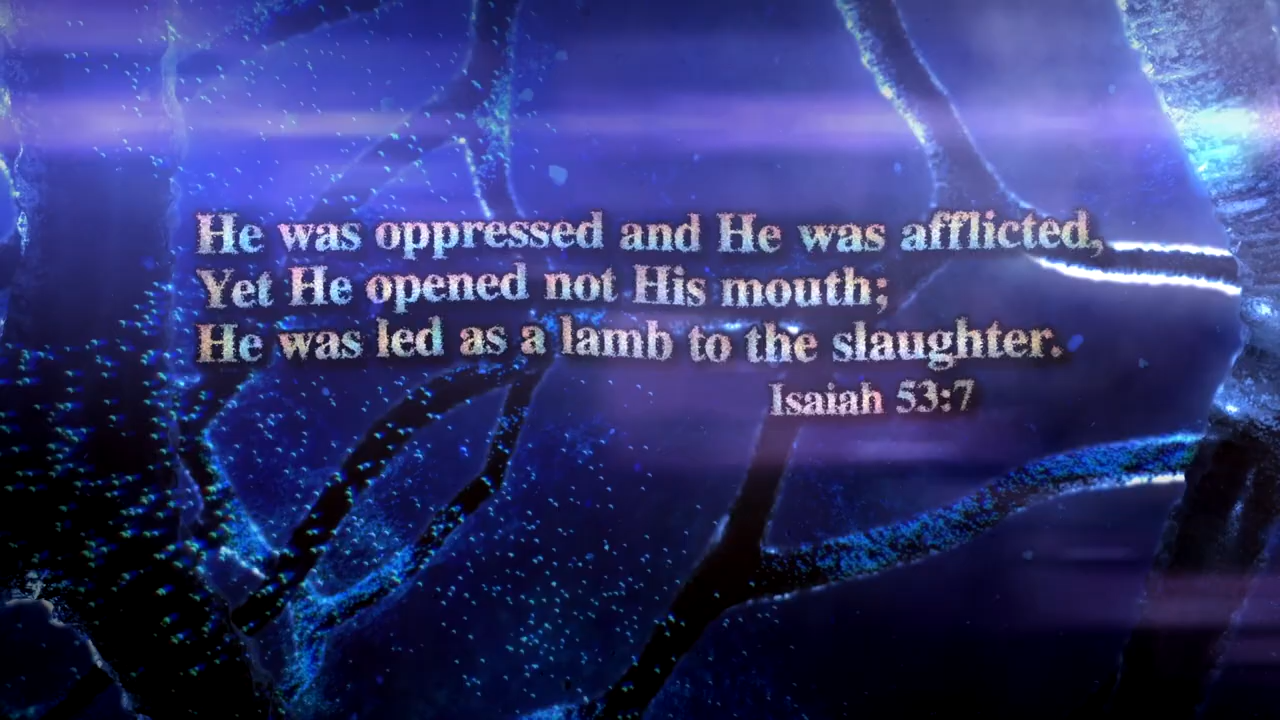 He was oppressed and He was afflicted,
Yet He opened not His mouth;
He was led as a lamb to the slaughter.
Isaiah 53:7